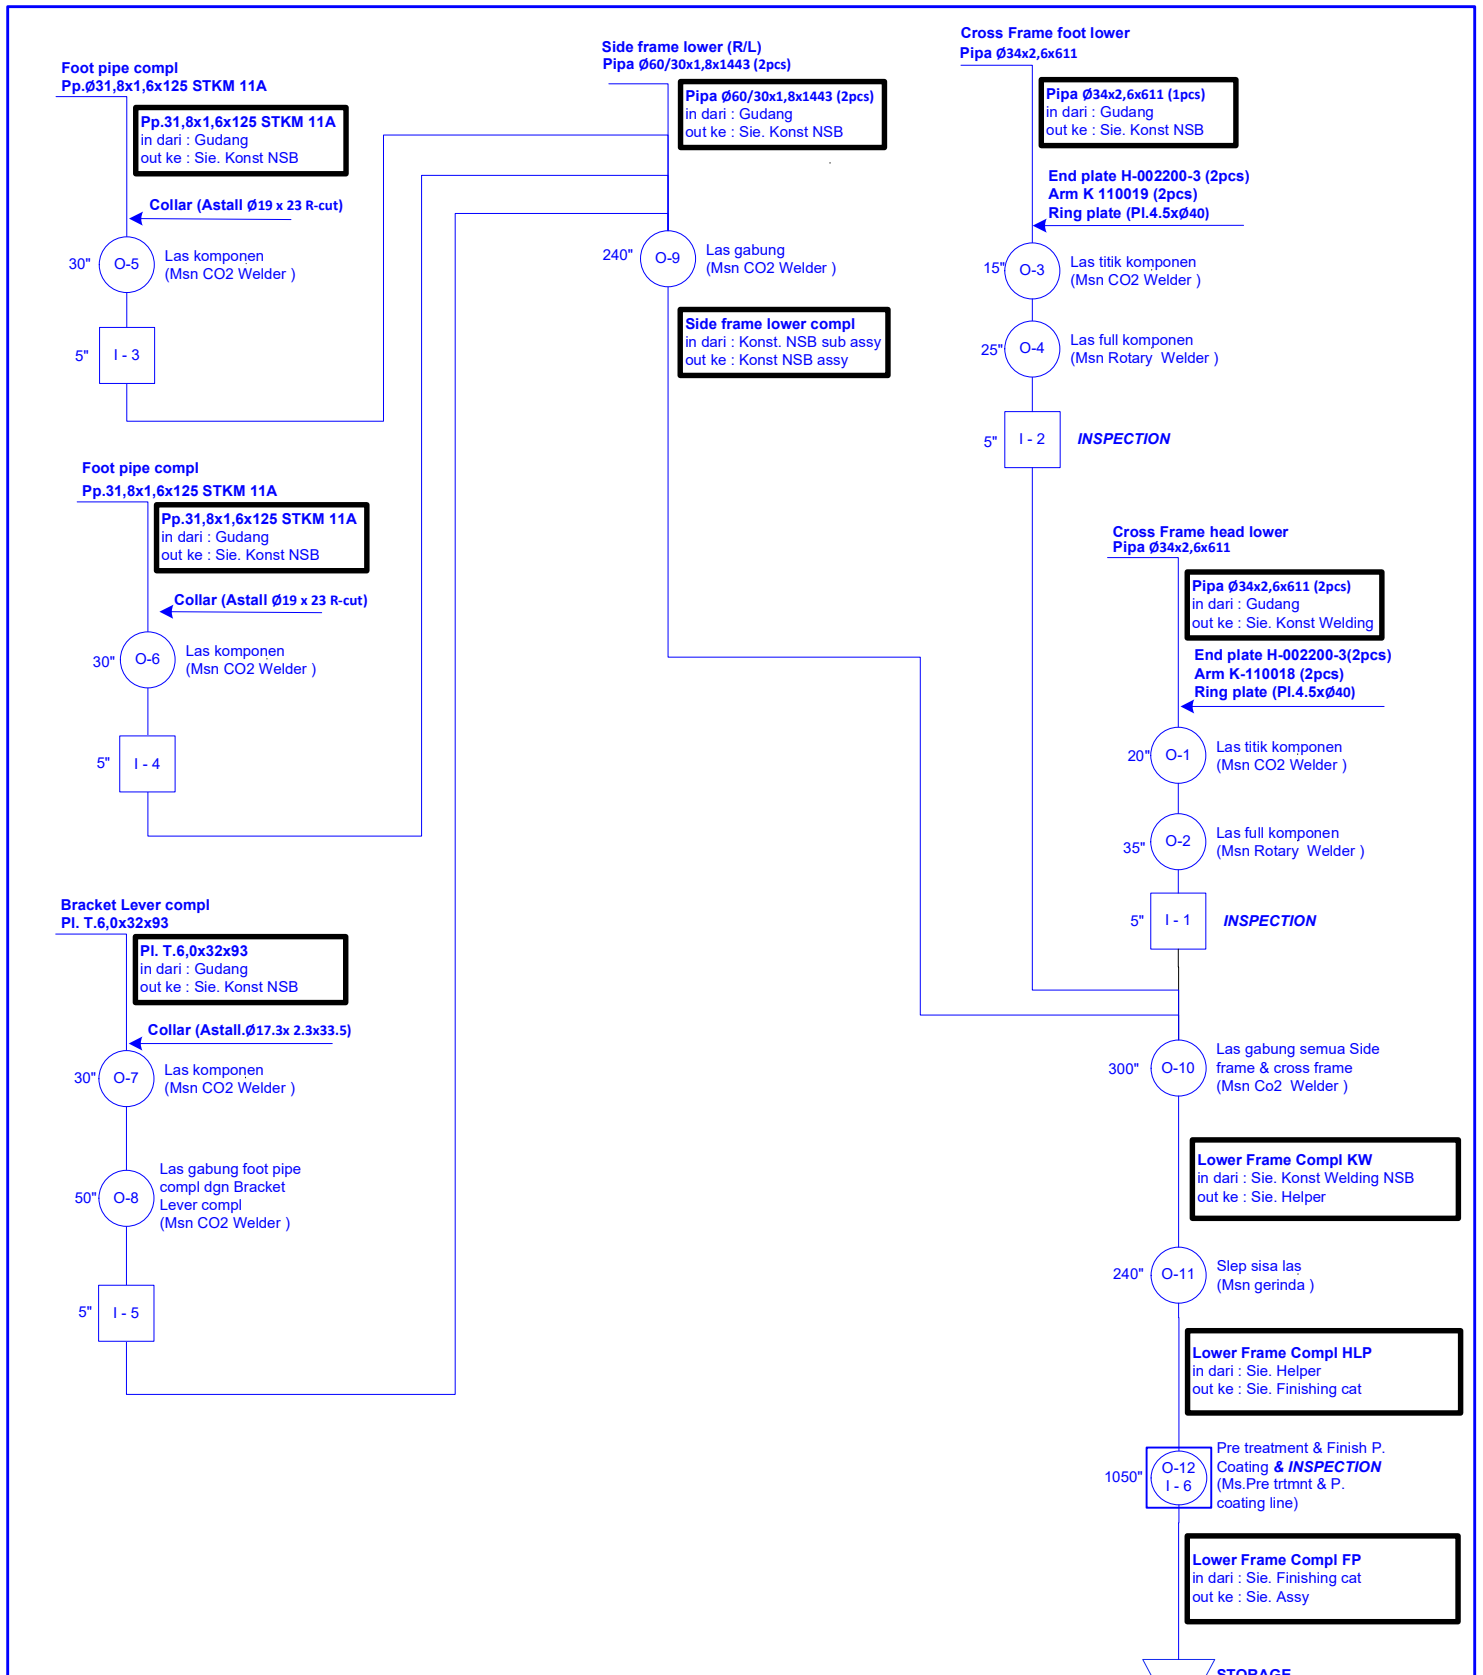 Foot pipe compl
Pp.Ø31,8x1,6x125 STKM 11A
Pp.31,8x1,6x125 STKM 11A
in dari : Gudang
out ke : Sie. Konst NSB
Collar (Astall Ø19 x 23 R-cut)
30" O-5
Las komponen
(Msn CO2 Welder )
5" I - 3
Foot pipe compl
Pp.31,8x1,6x125 STKM 11A
Pp.31,8x1,6x125 STKM 11A
in dari : Gudang
out ke : Sie. Konst NSB
Collar (Astall Ø19 x 23 R-cut)
30" O-6
Las komponen
(Msn CO2 Welder )
5" I - 4
Bracket Lever compl
Pl. T.6,0x32x93
Pl. T.6,0x32x93
in dari : Gudang
out ke : Sie. Konst NSB
Collar (Astall.Ø17.3x 2.3x33.5)
30" O-7
Las komponen
(Msn CO2 Welder )
50" O-8
Las gabung foot pipe
compl dgn Bracket
Lever compl
(Msn CO2 Welder )
5" I - 5
Side frame lower (R/L)
Pipa Ø60/30x1,8x1443 (2pcs)
Pipa Ø60/30x1,8x1443 (2pcs)
in dari : Gudang
out ke : Sie. Konst NSB
240" O-9
Las gabung
(Msn CO2 Welder )
Side frame lower compl
in dari : Konst. NSB sub assy
out ke : Konst NSB assy
Cross Frame foot lower
Pipa Ø34x2,6x611
Pipa Ø34x2,6x611 (1pcs)
in dari : Gudang
out ke : Sie. Konst NSB
End plate H-002200-3 (2pcs)
Arm K 110019 (2pcs)
Ring plate (Pl.4.5xØ40)
15" O-3
Las titik komponen
(Msn CO2 Welder )
25" O-4
Las full komponen
(Msn Rotary Welder )
5" I - 2 INSPECTION
Cross Frame head lower
Pipa Ø34x2,6x611
Pipa Ø34x2,6x611 (2pcs)
in dari : Gudang
out ke : Sie. Konst Welding
End plate H-002200-3(2pcs)
Arm K-110018 (2pcs)
Ring plate (Pl.4.5xØ40)
20" O-1
Las titik komponen
(Msn CO2 Welder )
35" O-2
Las full komponen
(Msn Rotary Welder )
5" I - 1 INSPECTION
300" O-10
Las gabung semua Side
frame & cross frame
(Msn Co2 Welder )
Lower Frame Compl KW
in dari : Sie. Konst Welding NSB
out ke : Sie. Helper
240" O-11
Slep sisa las
(Msn gerinda )
Lower Frame Compl HLP
in dari : Sie. Helper
out ke : Sie. Finishing cat
1050" O-12
I - 6
Pre treatment & Finish P.
Coating & INSPECTION
(Ms.Pre trtmnt & P.
coating line)
Lower Frame Compl FP
in dari : Sie. Finishing cat
out ke : Sie. Assy
STORAGE